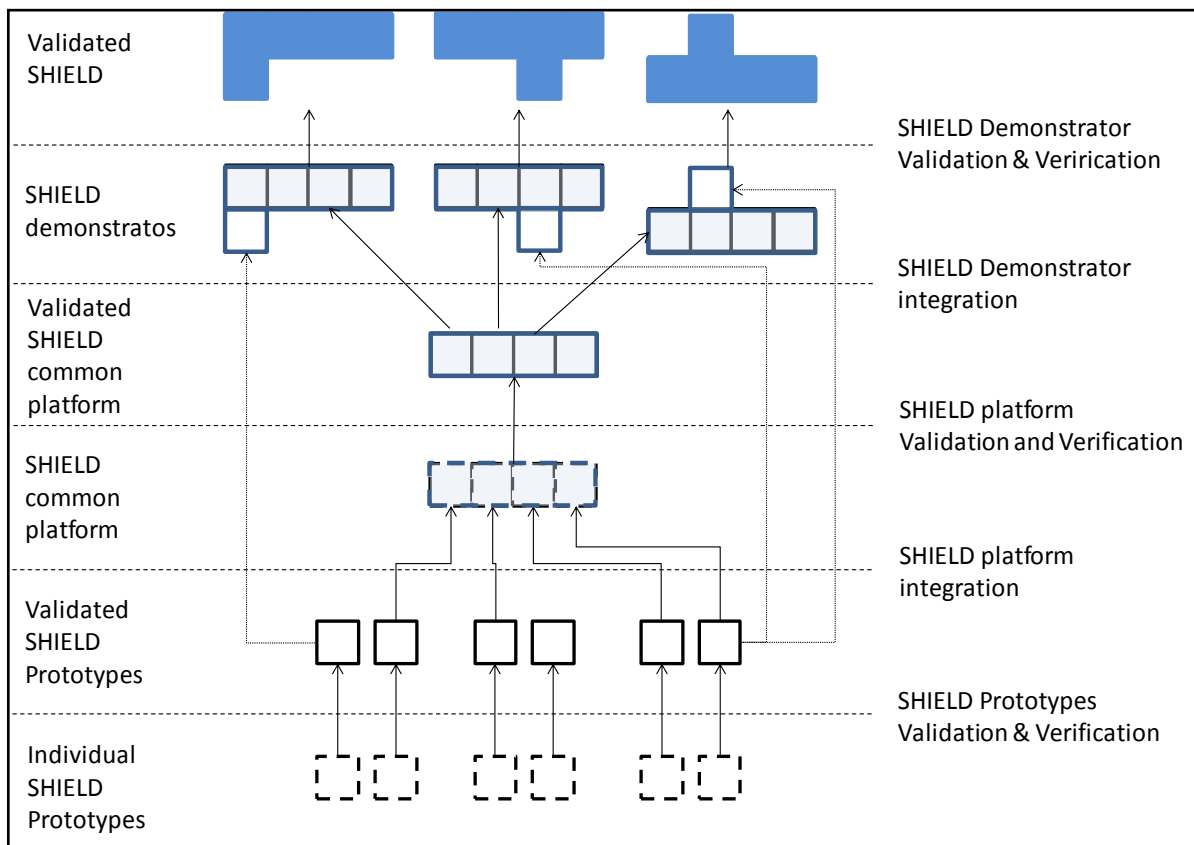 Validated
SHIELD
SHIELD Demonstrator
Validation & Veririrication
SHIELD
demonstratos
SHIELD Demonstrator
integration
Validated
SHIELD
common
platform
SHIELD platform
Validation and Verification
SHIELD
common
platform
SHIELD platform
integration
Validated
SHIELD
Prototypes
SHIELD Prototypes
Validation & Verification
Individual
SHIELD
Prototypes